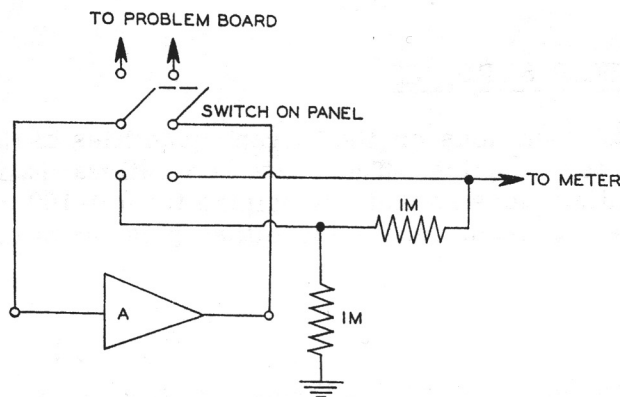 TO PROBLEM BOARD
SWITCH ON PANEL
TO METER
1M
A
1M